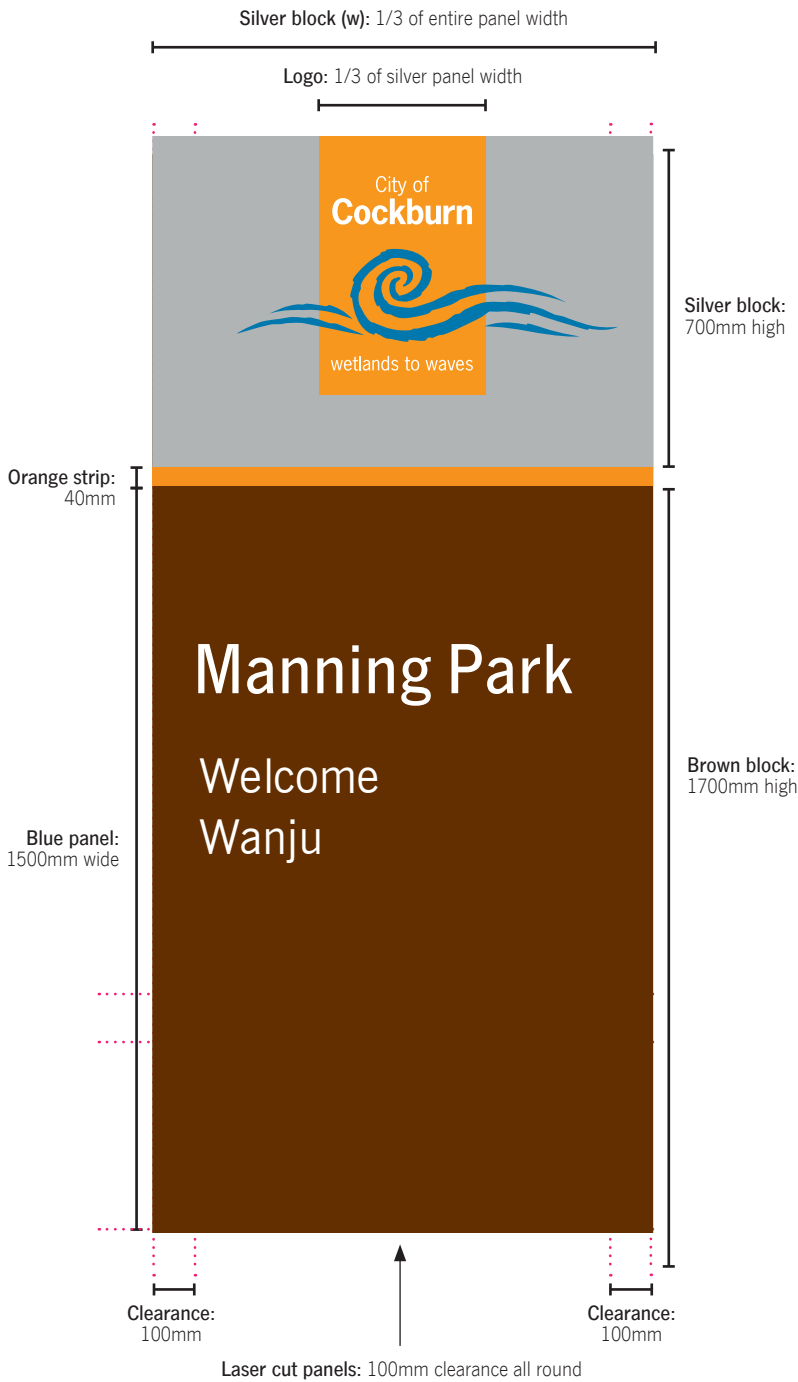 Silver block (w): 1/3 of entire panel width
Logo: 1/3 of silver panel width
City of
Cockburn
wetlands to waves
Silver block:
700mm high
Orange strip:
40mm
Manning Park
Welcome
Wanju
Brown block:
1700mm high
Blue panel:
1500mm wide
Clearance:
100mm
Clearance:
100mm
Laser cut panels: 100mm clearance all round